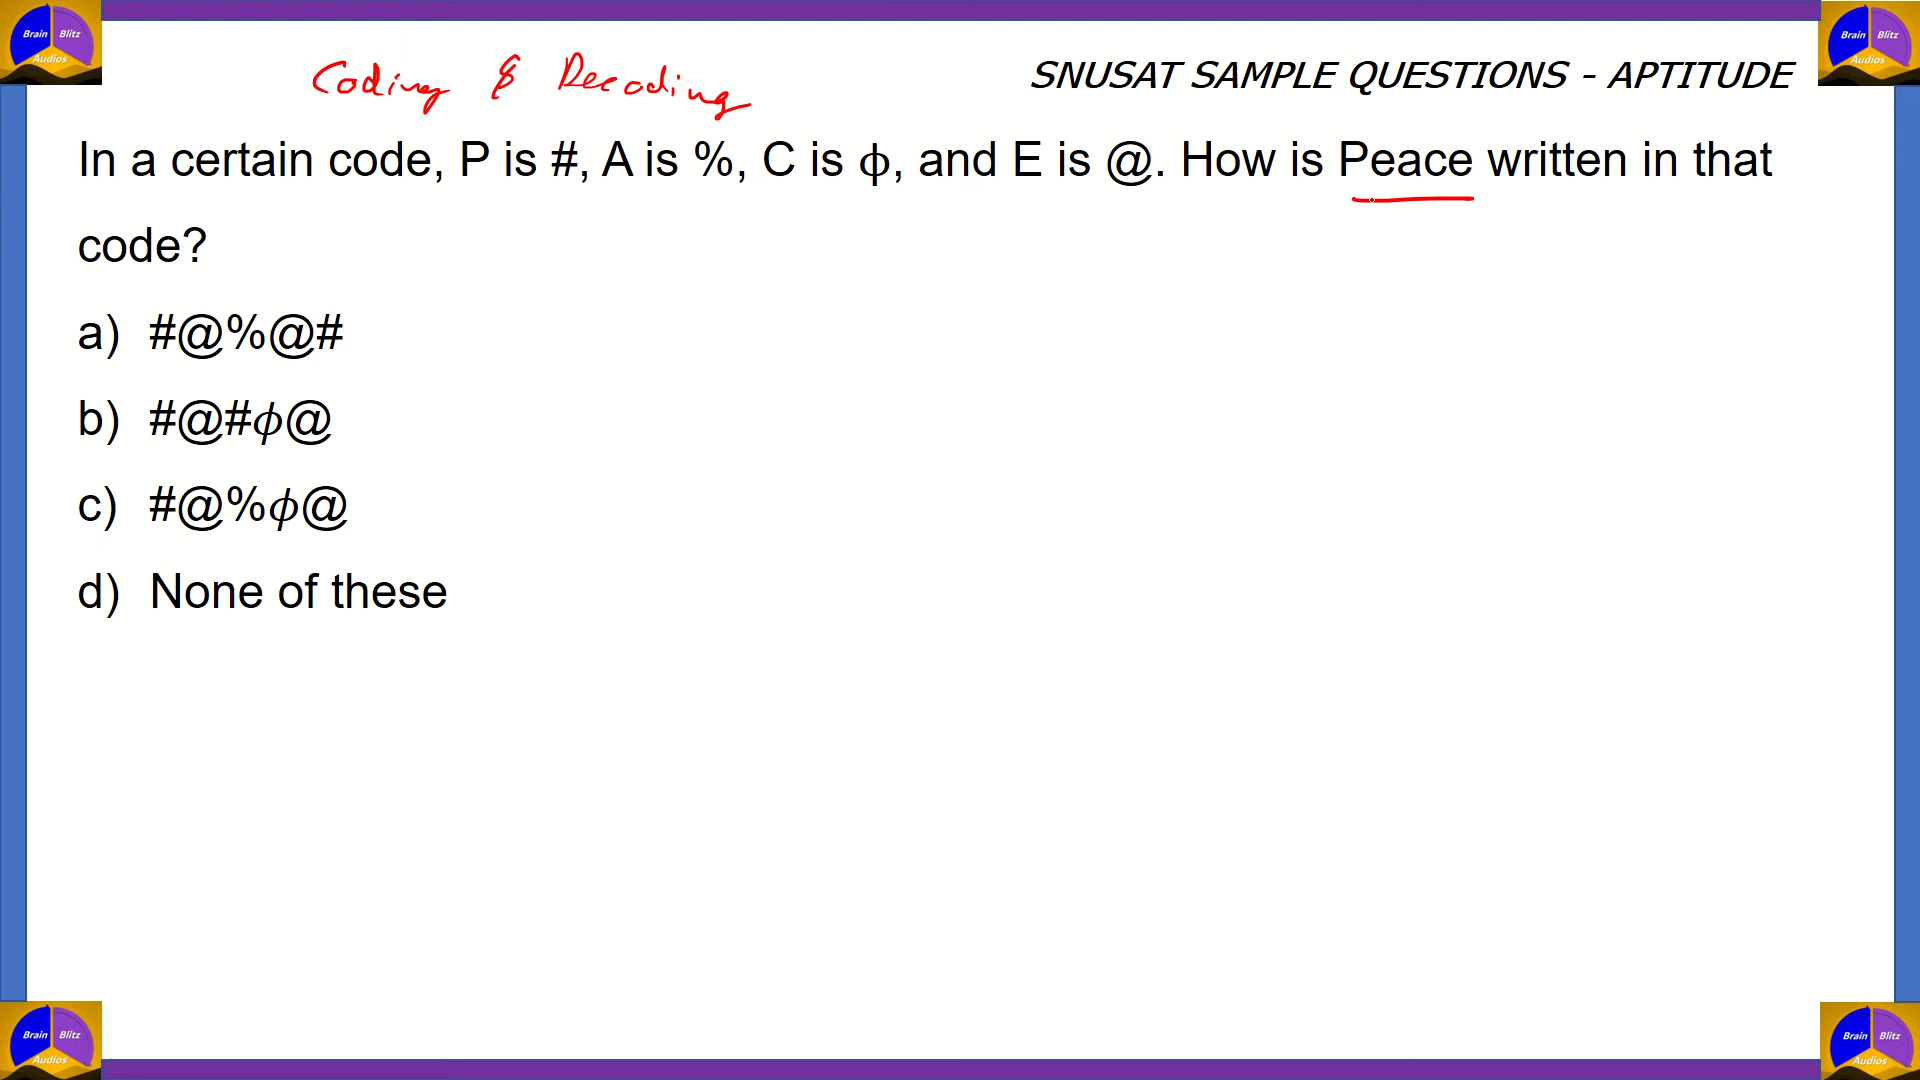 Brain Blitz
Audios
Brain Blitz
Audios
Coding & Decoding
SNUSAT SAMPLE QUESTIONS - APTITUDE
In a certain code, P is #, A is %, C is ϕ, and E is @. How is Peace written in that
code?
a) #@%@#
b) #@#ϕ@
c) #@%ϕ@
d) None of these
Brain Blitz
Audios
Brain Blitz
Audios